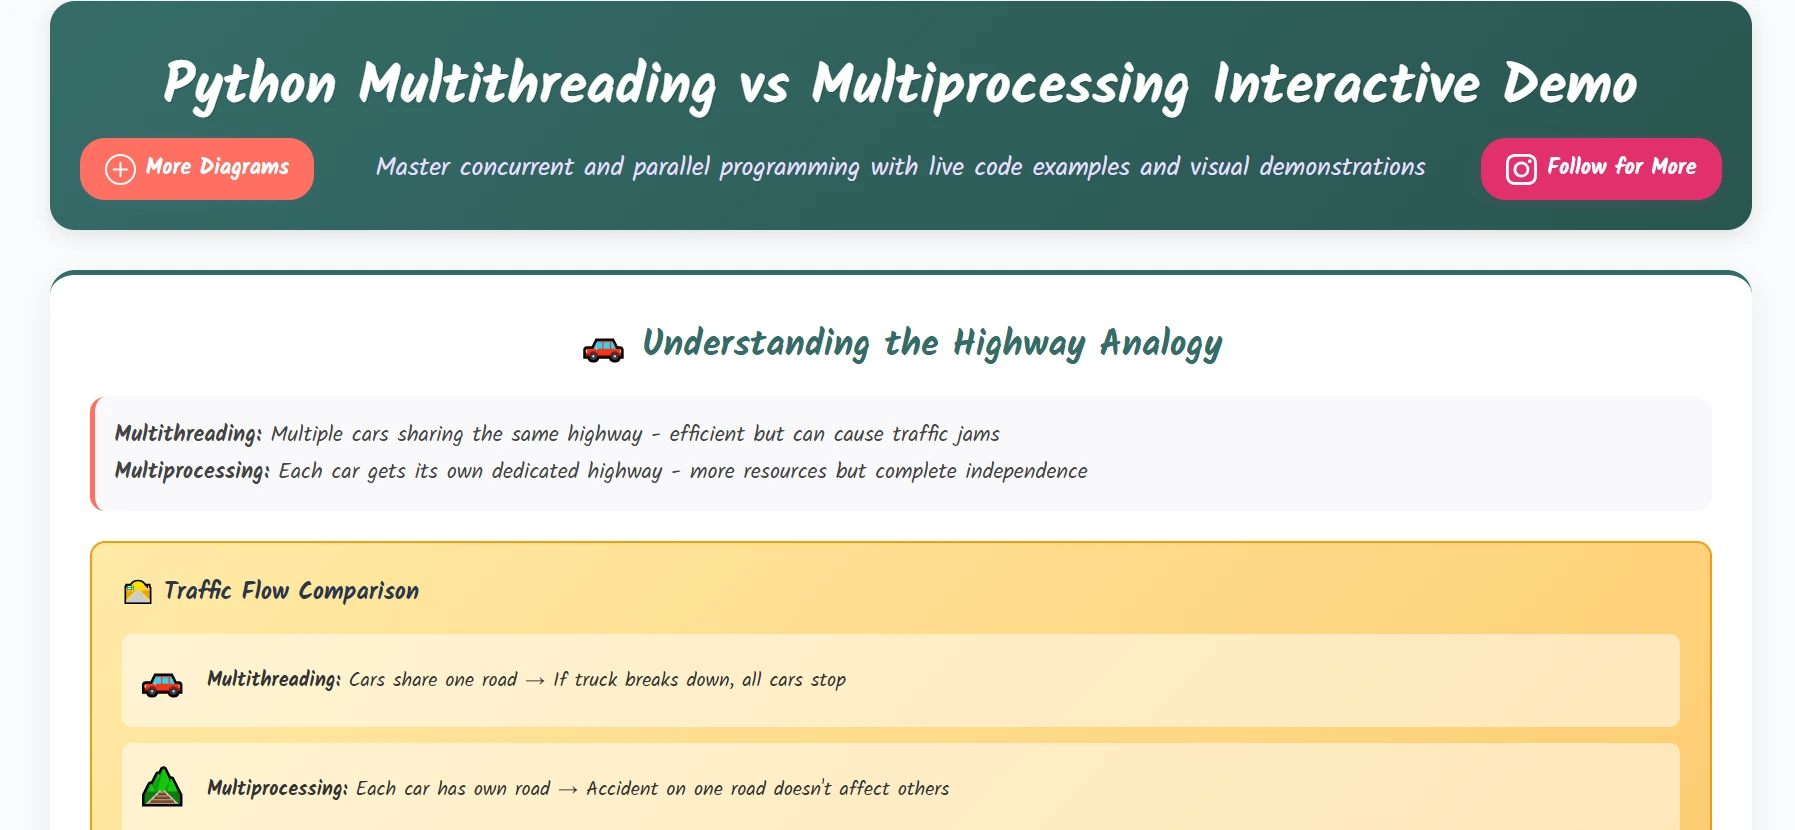 Python Multithreading vs Multiprocessing Interactive Demo
More Diagrams
Master concurrent and parallel programming with live code examples and visual demonstrations
Follow for More
Understanding the Highway Analogy
Multithreading: Multiple cars sharing the same highway - efficient but can cause traffic jams
Multiprocessing: Each car gets its own dedicated highway - more resources but complete independence
Traffic Flow Comparison
Multithreading: Cars share one road → If truck breaks down, all cars stop
Multiprocessing: Each car has own road → Accident on one road doesn't affect others